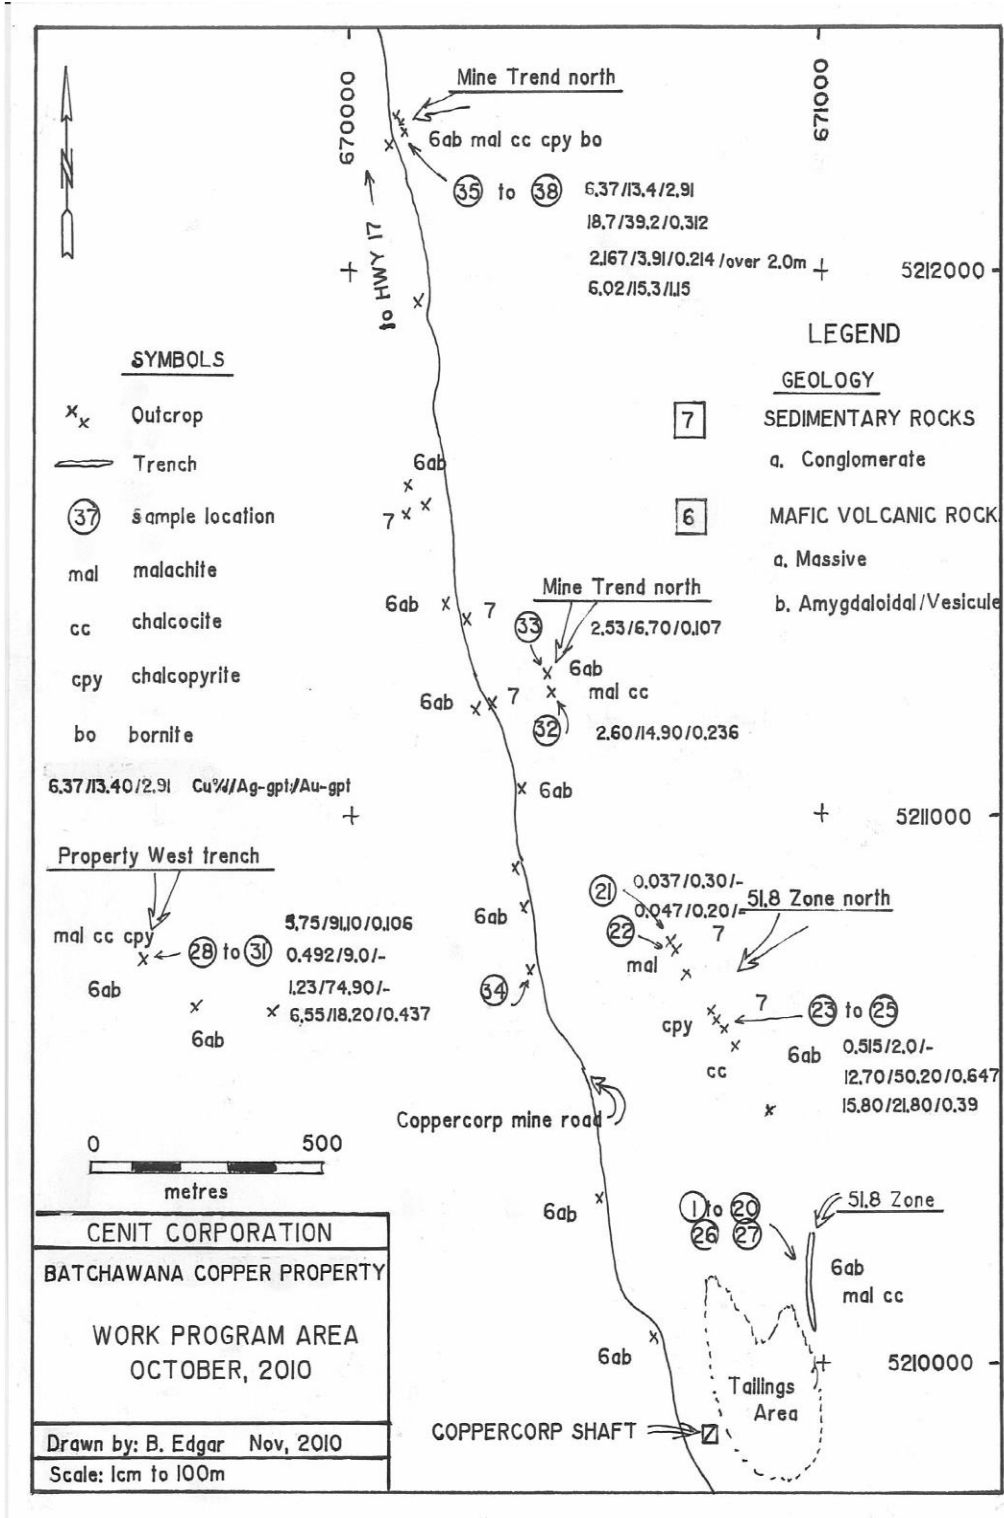 Mine Trend north
670000
671000
6ab mal cc cpy bo
35 to 38
6.37/13.4/2.91
18.7/39.2/0.312
2.167/3.91/0.214/over 2.0m
6.02/15.3/1.15
to HWY 17
N
5212000
SYMBOLS
Outcrop
Trench
37 sample location
mal malachite
cc chalcocite
cpy chalcopyrite
bo bornite
6.37/13.40/2.91 Cu%//Ag-gpt//Au-gpt
LEGEND
GEOLOGY
7 SEDIMENTARY ROCKS
a. Conglomerate
6 MAFIC VOLCANIC ROCK
a. Massive
b. Amygdaloidal/Vesicule
6ab
7
6ab
7
Mine Trend north
33
2.53/6.70/0.107
6ab
mal cc
32
2.60/14.90/0.236
6ab
7
6ab
5211000
Property West trench
mal cc cpy
28 to 31
5.75/91.10/0.106
0.492/9.0/-
1.23/74.90/-
6.55/18.20/0.437
6ab
6ab
6ab
34
21
0.037/0.30/-
0.047/0.20/-
22
mal
51.8 Zone north
7
7
cpy
cc
23 to 25
6ab
0.515/2.0/-
12.70/50.20/0.647
15.80/21.80/0.39
Coppercorp mine road
0 500
metres
6ab
1 to 20
26 27
51.8 Zone
6ab
mal cc
6ab
5210000
Tailings
Area
COPPERCORP SHAFT
CENIT CORPORATION
BATCHAWANA COPPER PROPERTY
WORK PROGRAM AREA
OCTOBER, 2010
Drawn by: B. Edgar Nov, 2010
Scale: 1cm to 100m